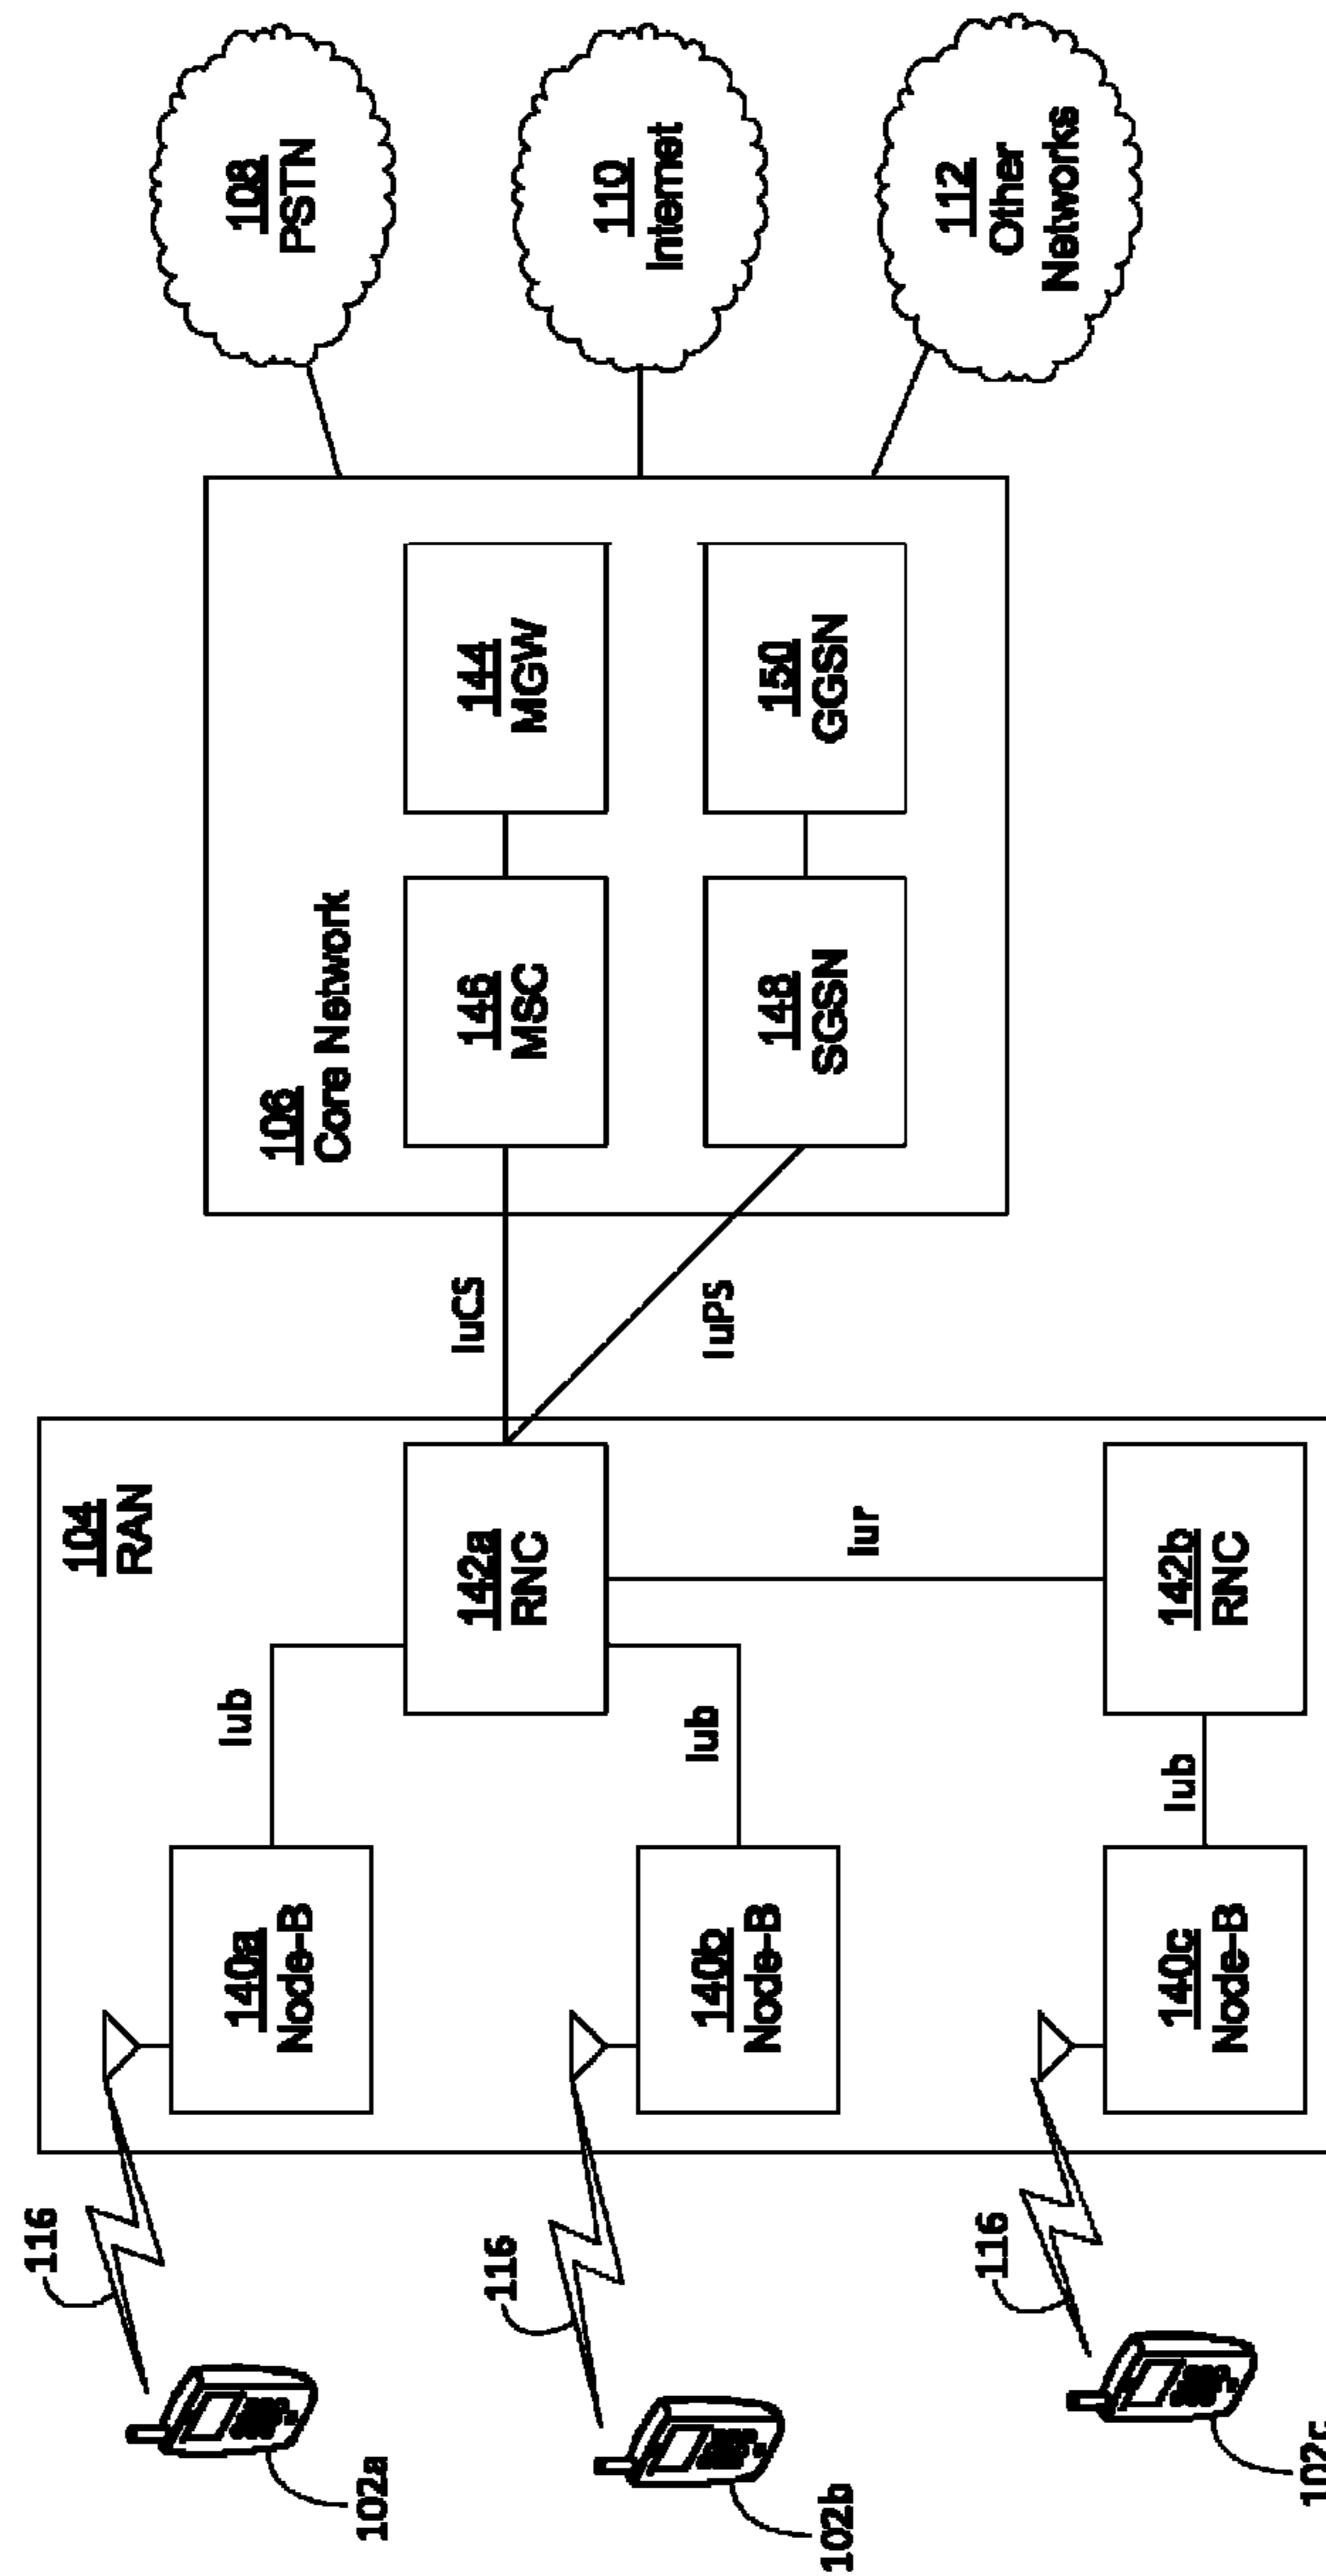 116
102a
116
102b
116
102c
104
RAN
140a
Node-B
140b
Node-B
140c
Node-B
Iub
Iub
Iub
142a
RNC
Iur
142b
RNC
IuCS
IuPS
106
Core Network
146
MSC
144
MGW
148
SGSN
150
GGSN
108
PSTN
110
Internet
112
Other
Networks